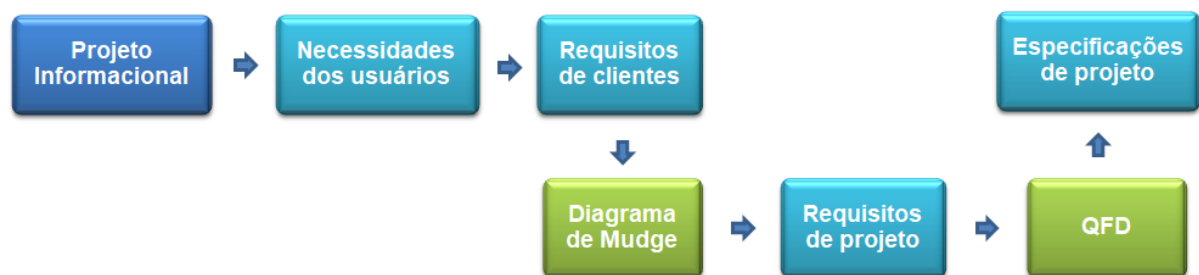 Projeto
Informacional
Necessidades
dos usuários
Requisitos
de clientes
Especificações
de projeto
Diagrama
de Mudge
Requisitos
de projeto
QFD